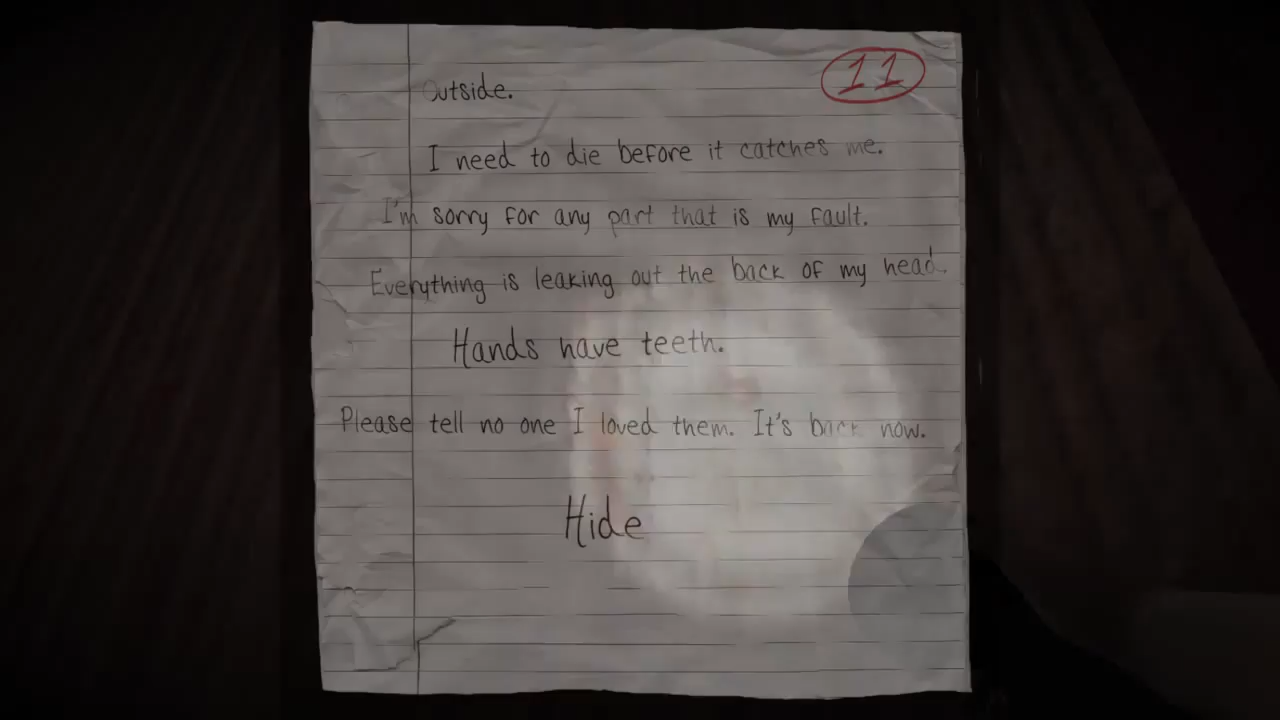 11
Outside.
I need to die before it catches me.
I'm sorry for any part that is my fault.
Everything is leaking out the back of my head.
Hands have teeth.
Please tell no one I loved them. It's back now.
Hide